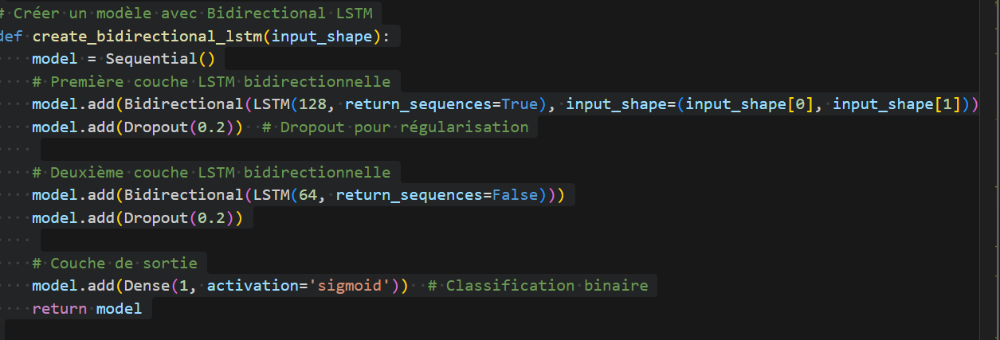 # Créer un modèle avec Bidirectional LSTM
def create_bidirectional_lstm(input_shape):
    model = Sequential()
    # Première couche LSTM bidirectionnelle
    model.add(Bidirectional(LSTM(128, return_sequences=True), input_shape=(input_shape[0], input_shape[1])))
    model.add(Dropout(0.2))  # Dropout pour régularisation
    # Deuxième couche LSTM bidirectionnelle
    model.add(Bidirectional(LSTM(64, return_sequences=False)))
    model.add(Dropout(0.2))
    # Couche de sortie
    model.add(Dense(1, activation='sigmoid'))  # Classification binaire
    return model